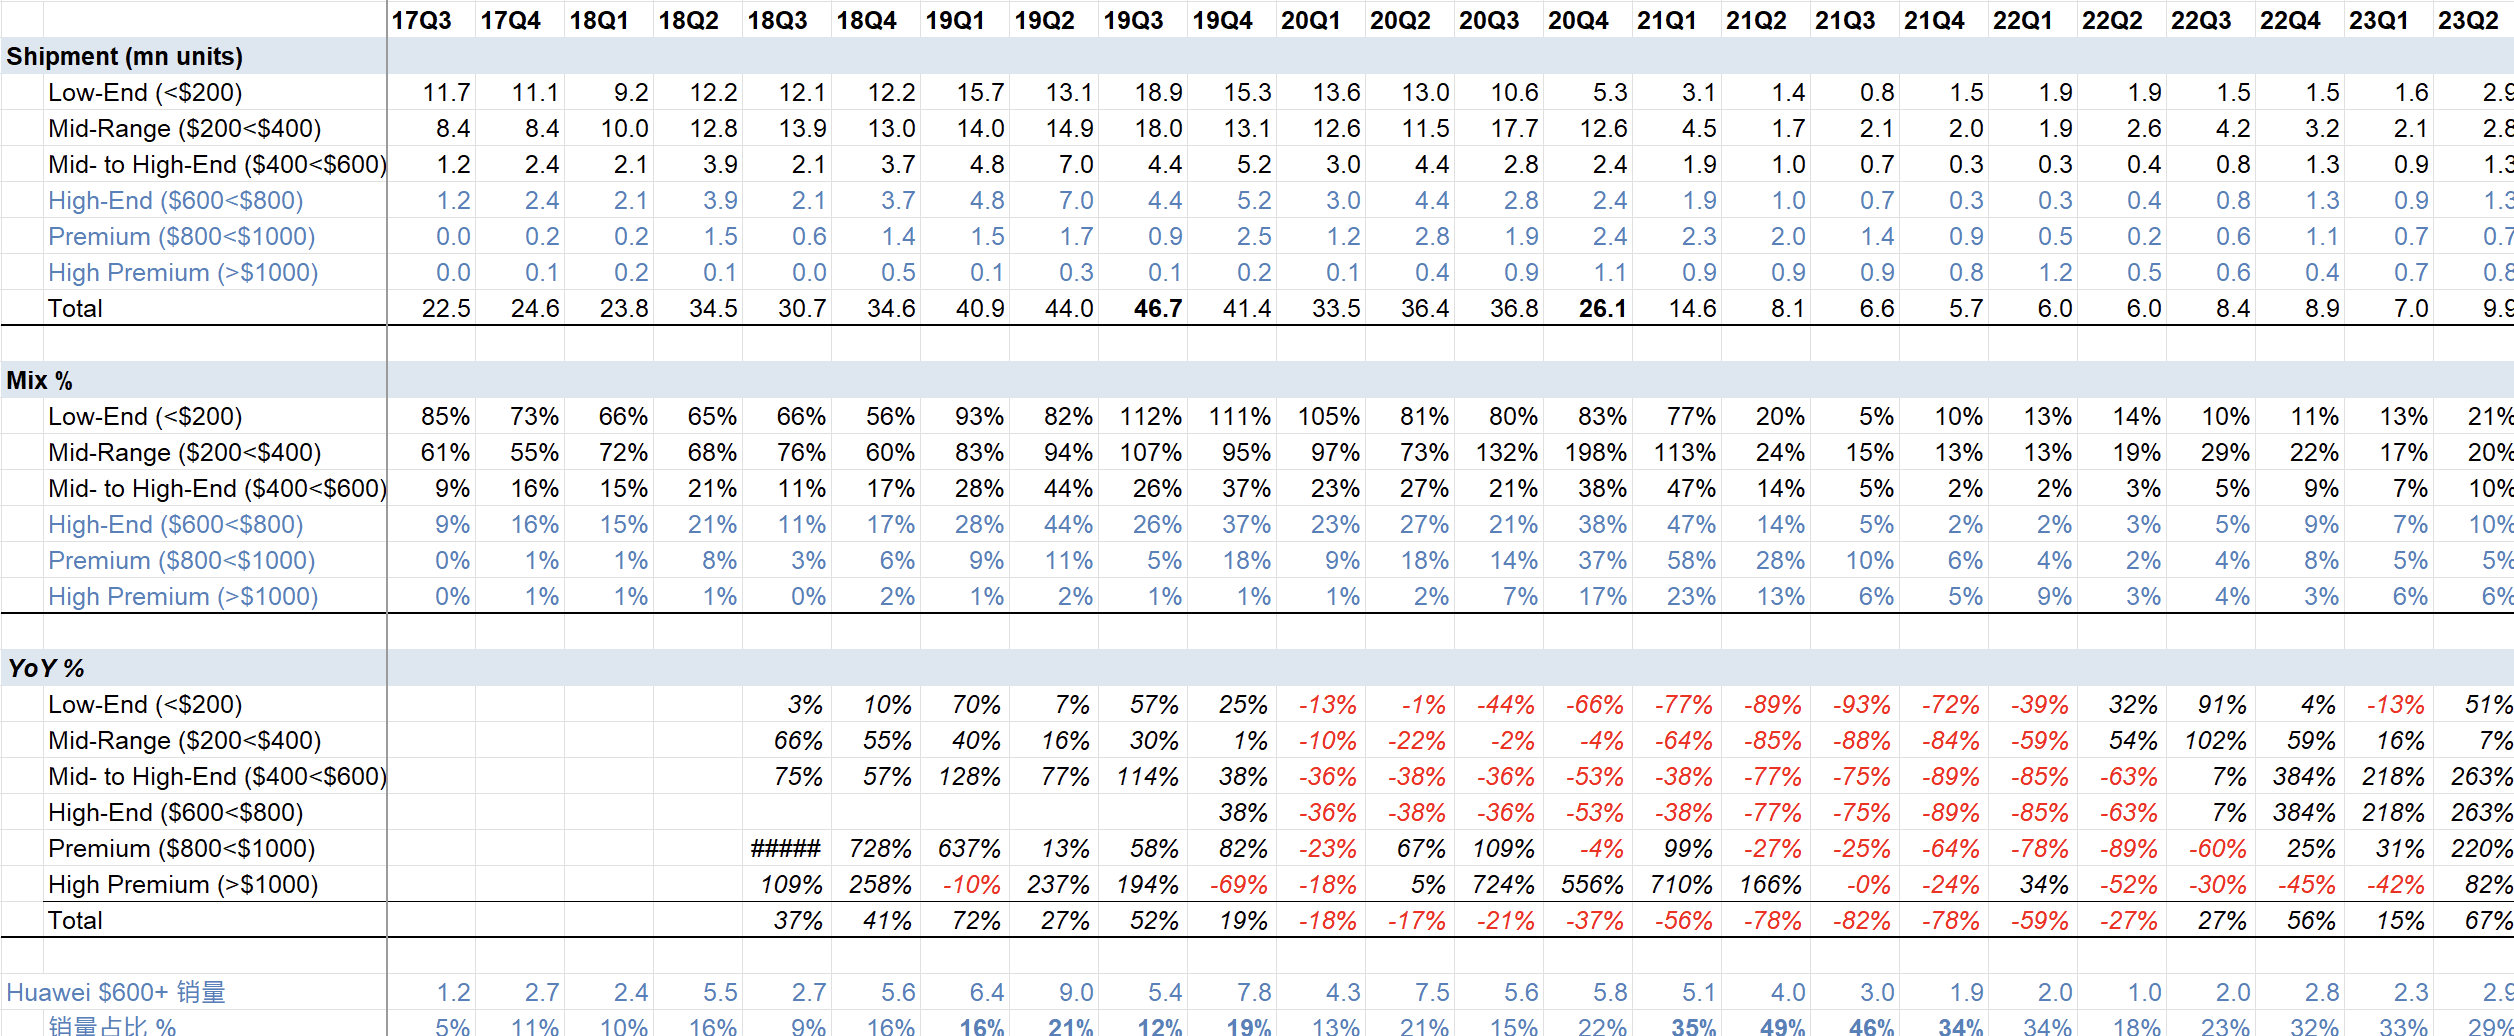 17Q3 17Q4 18Q1 18Q2 18Q3 18Q4 19Q1 19Q2 19Q3 19Q4 20Q1 20Q2 20Q3 20Q4 21Q1 21Q2 21Q3 21Q4 22Q1 22Q2 22Q3 22Q4 23Q1 23Q2
Shipment (mn units)
Low-End (<$200) 11.7 11.1 9.2 12.2 12.1 12.2 15.7 13.1 18.9 15.3 13.6 13.0 10.6 5.3 3.1 1.4 0.8 1.5 1.9 1.9 1.5 1.5 1.6 2.9
Mid-Range ($200<$400) 8.4 8.4 10.0 12.8 13.9 13.0 14.0 14.9 18.0 13.1 12.6 11.5 17.7 12.6 4.5 1.7 2.1 2.0 1.9 2.6 4.2 3.2 2.1 2.8
Mid- to High-End ($400<$600) 1.2 2.4 2.1 3.9 2.1 3.7 4.8 7.0 4.4 5.2 3.0 4.4 2.8 2.4 1.9 1.0 0.7 0.3 0.3 0.4 0.8 1.3 0.9 1.3
High-End ($600<$800) 1.2 2.4 2.1 3.9 2.1 3.7 4.8 7.0 4.4 5.2 3.0 4.4 2.8 2.4 1.9 1.0 0.7 0.3 0.3 0.4 0.8 1.3 0.9 1.3
Premium ($800<$1000) 0.0 0.2 0.2 1.5 0.6 1.4 1.5 1.7 0.9 2.5 1.2 2.8 1.9 2.4 2.3 2.0 1.4 0.9 0.5 0.2 0.6 1.1 0.7 0.7
High Premium (>$1000) 0.0 0.1 0.2 0.1 0.0 0.5 0.1 0.3 0.1 0.2 0.1 0.4 0.9 1.1 0.9 0.9 0.9 0.8 1.2 0.5 0.6 0.4 0.7 0.8
Total 22.5 24.6 23.8 34.5 30.7 34.6 40.9 44.0 46.7 41.4 33.5 36.4 36.8 26.1 14.6 8.1 6.6 5.7 6.0 6.0 8.4 8.9 7.0 9.9
Mix %
Low-End (<$200) 85% 73% 66% 65% 66% 56% 93% 82% 112% 111% 105% 81% 80% 83% 77% 20% 5% 10% 13% 14% 10% 11% 13% 21%
Mid-Range ($200<$400) 61% 55% 72% 68% 76% 60% 83% 94% 107% 95% 97% 73% 132% 198% 113% 24% 15% 13% 13% 19% 29% 22% 17% 20%
Mid- to High-End ($400<$600) 9% 16% 15% 21% 11% 17% 28% 44% 26% 37% 23% 27% 21% 38% 47% 14% 5% 2% 2% 3% 5% 9% 7% 10%
High-End ($600<$800) 9% 16% 15% 21% 11% 17% 28% 44% 26% 37% 23% 27% 21% 38% 47% 14% 5% 2% 2% 3% 5% 9% 7% 10%
Premium ($800<$1000) 0% 1% 1% 8% 3% 6% 9% 11% 5% 18% 9% 18% 14% 37% 58% 28% 10% 6% 4% 2% 4% 8% 5% 5%
High Premium (>$1000) 0% 1% 1% 1% 0% 2% 1% 2% 1% 1% 1% 2% 7% 17% 23% 13% 6% 5% 9% 3% 4% 3% 6% 6%
YoY %
Low-End (<$200) 3% 10% 70% 7% 57% 25% -13% -1% -44% -66% -77% -89% -93% -72% -39% 32% 91% 4% -13% 51%
Mid-Range ($200<$400) 66% 55% 40% 16% 30% 1% -10% -22% -2% -4% -64% -85% -88% -84% -59% 54% 102% 59% 16% 7%
Mid- to High-End ($400<$600) 75% 57% 128% 77% 114% 38% -36% -38% -36% -53% -38% -77% -75% -89% -85% -63% 7% 384% 218% 263%
High-End ($600<$800) 38% -36% -38% -36% -53% -38% -77% -75% -89% -85% -63% 7% 384% 218% 263%
Premium ($800<$1000) ##### 728% 637% 13% 58% 82% -23% 67% 109% -4% 99% -27% -25% -64% -78% -89% -60% 25% 31% 220%
High Premium (>$1000) 109% 258% -10% 237% 194% -69% -18% 5% 724% 556% 710% 166% -0% -24% 34% -52% -30% -45% -42% 82%
Total 37% 41% 72% 27% 52% 19% -18% -17% -21% -37% -56% -78% -82% -78% -59% -27% 27% 56% 15% 67%
Huawei $600+ 销量 1.2 2.7 2.4 5.5 2.7 5.6 6.4 9.0 5.4 7.8 4.3 7.5 5.6 5.8 5.1 4.0 3.0 1.9 2.0 1.0 2.0 2.8 2.3 2.9
销量占比 % 5% 11% 10% 16% 9% 16% 16% 21% 12% 19% 13% 21% 15% 22% 35% 49% 46% 34% 34% 18% 23% 32% 33% 29%